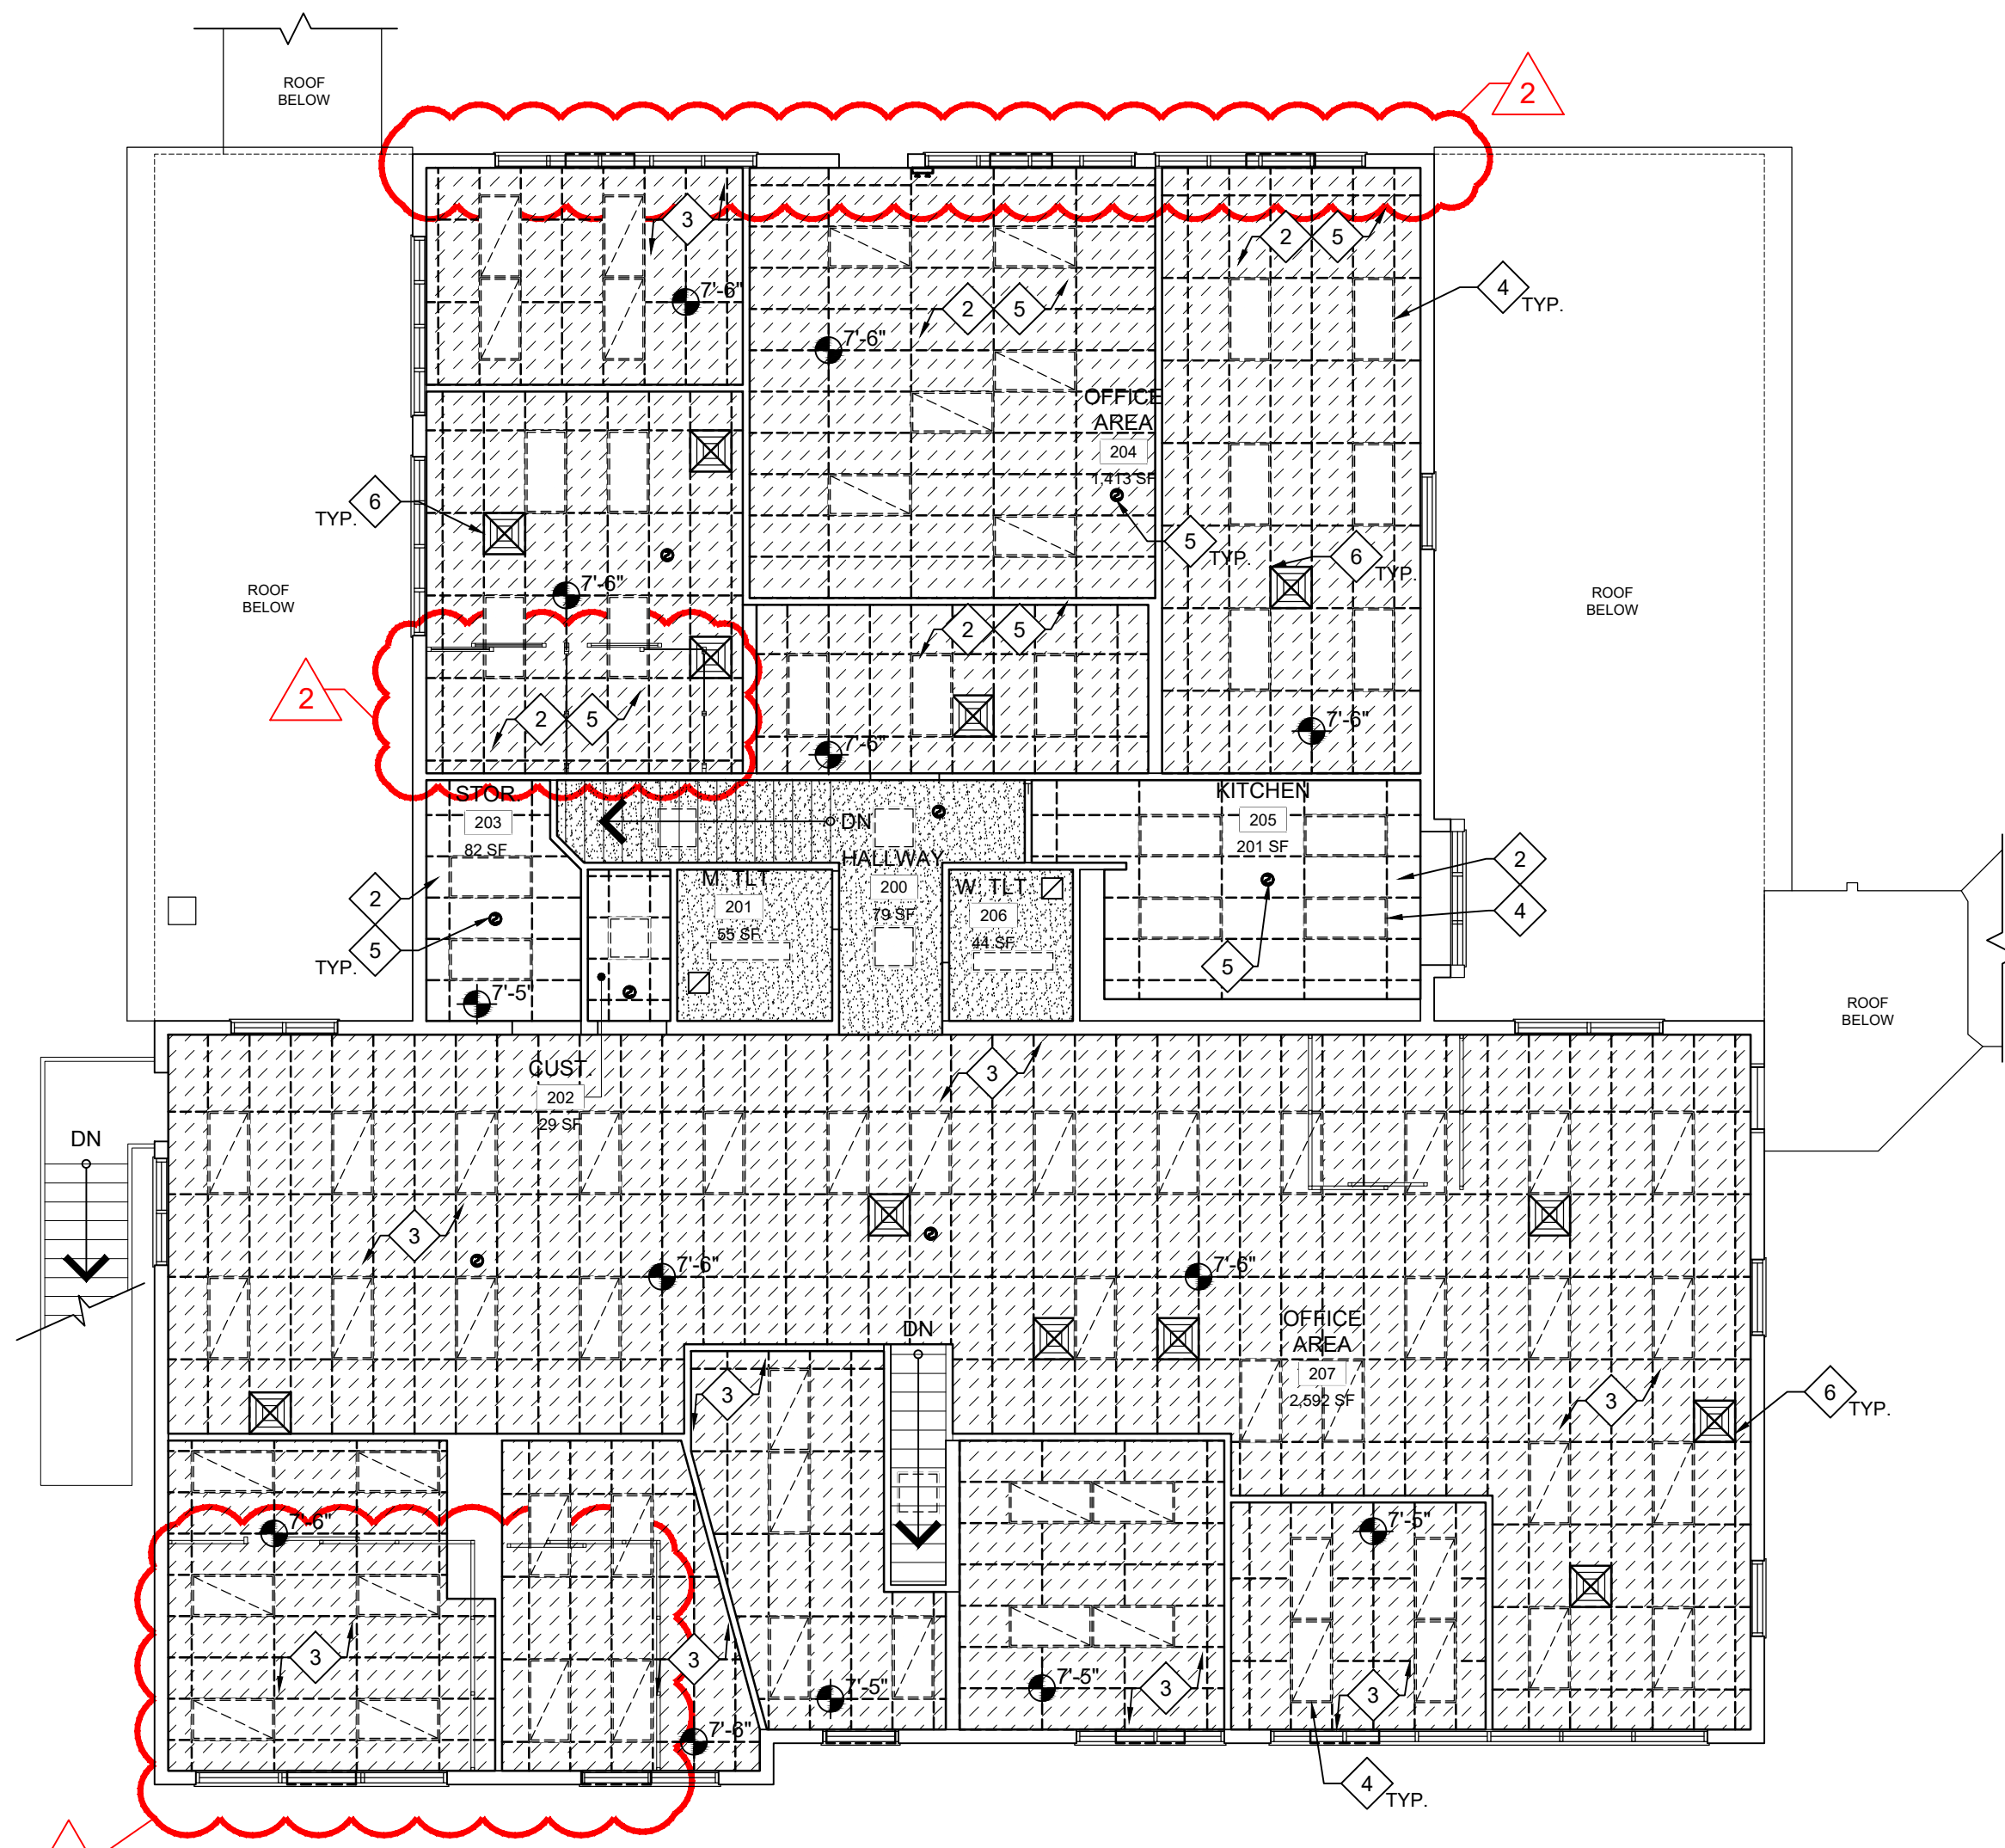 ROOF
BELOW
2
3
7'-6"
2
5
4
TYP.
2
5
7'-6"
OFFICE
AREA
204
1,413 SF
6
TYP.
5
TYP.
6
TYP.
7'-6"
ROOF
BELOW
ROOF
BELOW
2
5
2
2
5
7'-6"
7'-6"
STOR
203
82 SF
DN
HALLWAY
200
79 SF
KITCHEN
205
201 SF
2
4
M. TLT
201
55 SF
W. TLT
206
44 SF
2
5
TYP.
5
7'-5"
ROOF
BELOW
CUST.
202
29 SF
3
DN
3
7'-6"
7'-6"
DN
OFFICE
AREA
207
2,592 SF
3
3
6
TYP.
7'-6"
7'-5"
3
3
7'-5"
7'-5"
3
3
7'-6"
4
TYP.